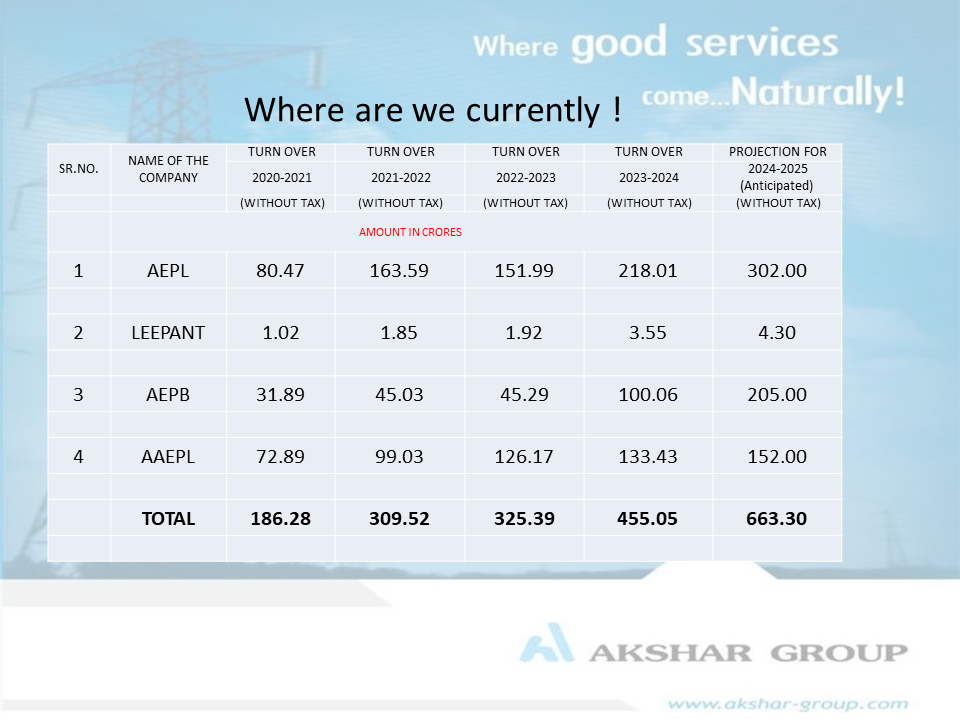 Where good services
come...Naturally!
Where are we currently !
SR.NO. NAME OF THE COMPANY TURN OVER TURN OVER TURN OVER TURN OVER PROJECTION FOR
2020-2021 2021-2022 2022-2023 2023-2024 2024-2025 (Anticipated)
(WITHOUT TAX) (WITHOUT TAX) (WITHOUT TAX) (WITHOUT TAX) (WITHOUT TAX)
AMOUNT IN CRORES
1 AEPL 80.47 163.59 151.99 218.01 302.00
2 LEEPANT 1.02 1.85 1.92 3.55 4.30
3 AEPB 31.89 45.03 45.29 100.06 205.00
4 AAEPL 72.89 99.03 126.17 133.43 152.00
TOTAL 186.28 309.52 325.39 455.05 663.30
AKSHAR GROUP
www.akshar-group.com